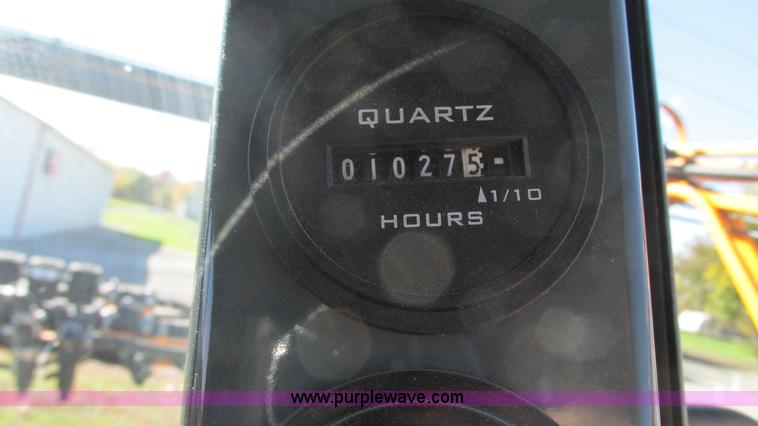 QUARTZ
010275
1/10
HOURS
www.purplewave.com